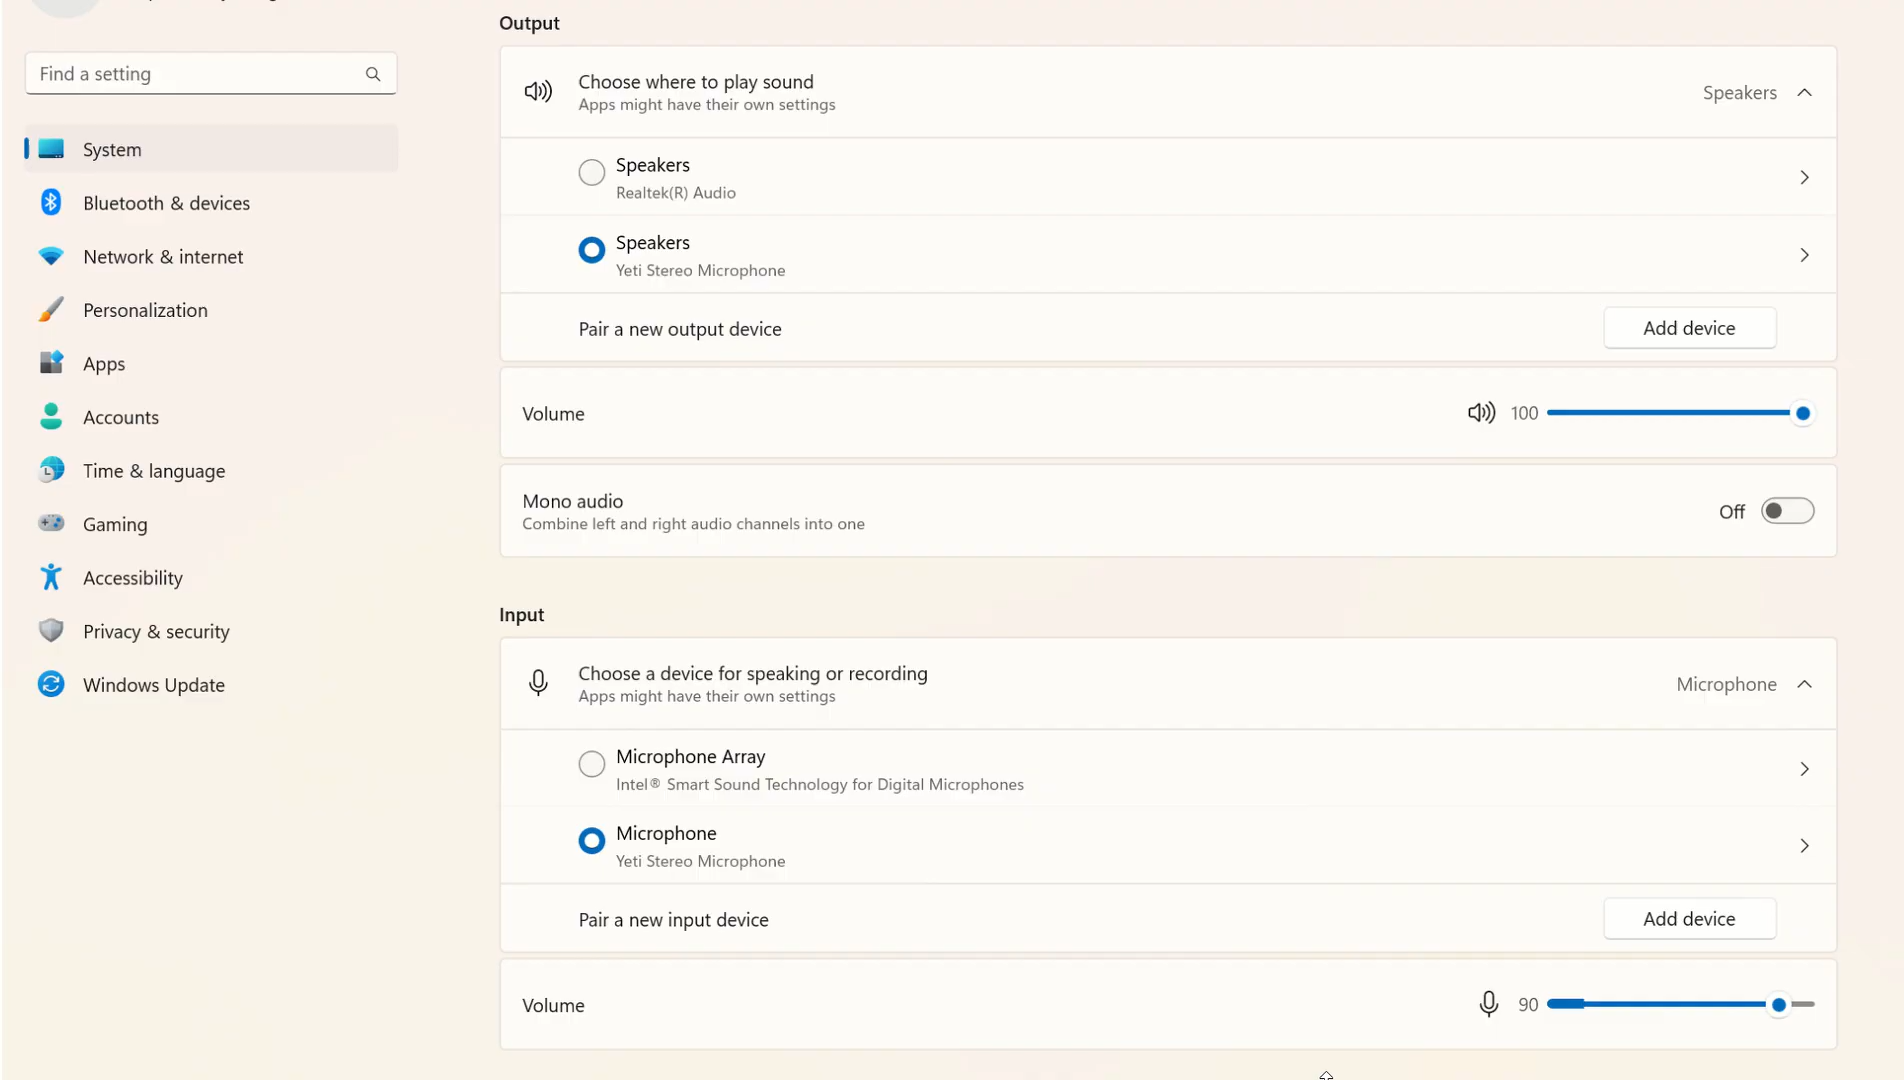 Find a setting
System
Bluetooth & devices
Network & internet
Personalization
Apps
Accounts
Time & language
Gaming
Accessibility
Privacy & security
Windows Update
Output
Choose where to play sound
Apps might have their own settings
Speakers
Speakers
Realtek(R) Audio
Speakers
Yeti Stereo Microphone
Pair a new output device
Add device
Volume
100
Mono audio
Combine left and right audio channels into one
Off
Input
Choose a device for speaking or recording
Apps might have their own settings
Microphone
Microphone Array
Intel® Smart Sound Technology for Digital Microphones
Microphone
Yeti Stereo Microphone
Pair a new input device
Add device
Volume
90